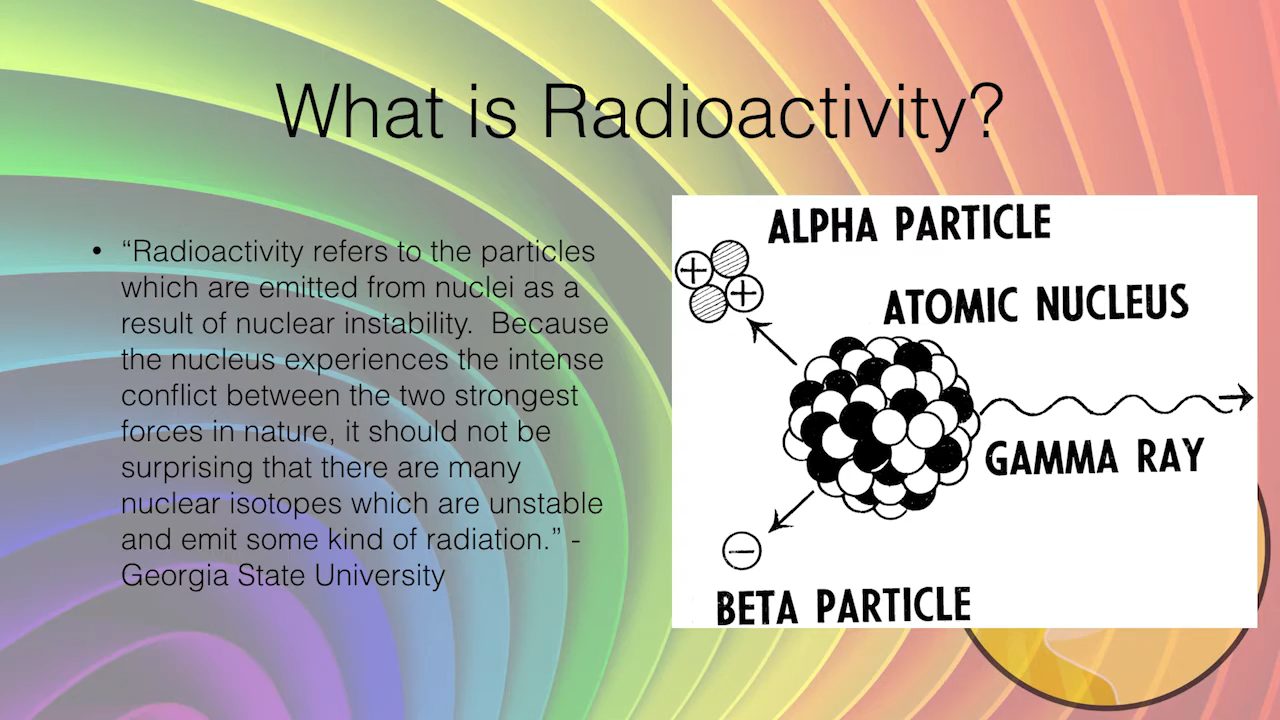 What is Radioactivity?
• “Radioactivity refers to the particles
which are emitted from nuclei as a
result of nuclear instability.  Because
the nucleus experiences the intense
conflict between the two strongest
forces in nature, it should not be
surprising that there are many
nuclear isotopes which are unstable
and emit some kind of radiation.” -
Georgia State University
ALPHA PARTICLE
ATOMIC NUCLEUS
GAMMA RAY
BETA PARTICLE